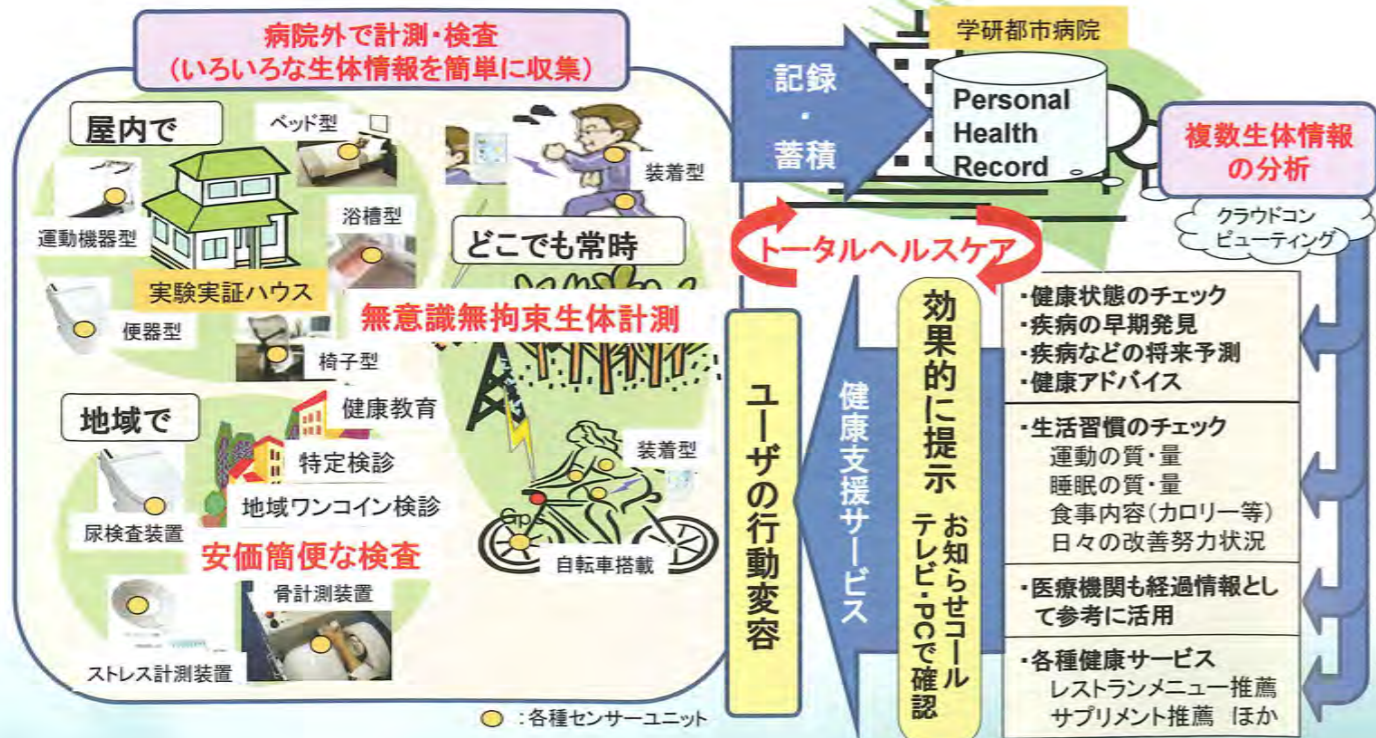 病院外で計測・検査
(いろいろな生体情報を簡単に収集)
屋内で
ベッド型
運動機器型
浴槽型
実験実証ハウス
便器型
椅子型
装着型
どこでも常時
無意識無拘束生体計測
地域で
健康教育
特定検診
地域ワンコイン検診
尿検査装置
安価簡便な検査
骨計測装置
ストレス計測装置
装着型
Gps
自転車搭載
:各種センサーユニット
記録・蓄積
学研都市病院
Personal
Health
Record
複数生体情報
の分析
クラウドコン
ピューティング
トータルヘルスケア
・健康状態のチェック
・疾病の早期発見
・疾病などの将来予測
・健康アドバイス
・生活習慣のチェック
運動の質・量
睡眠の質・量
食事内容(カロリー等)
日々の改善努力状況
・医療機関も経過情報とし
て参考に活用
・各種健康サービス
レストランメニュー推薦
サプリメント推薦 ほか
効果的に提示
お知らせコール
テレビ・PCで確認
健康支援サービス
ユーザの行動変容